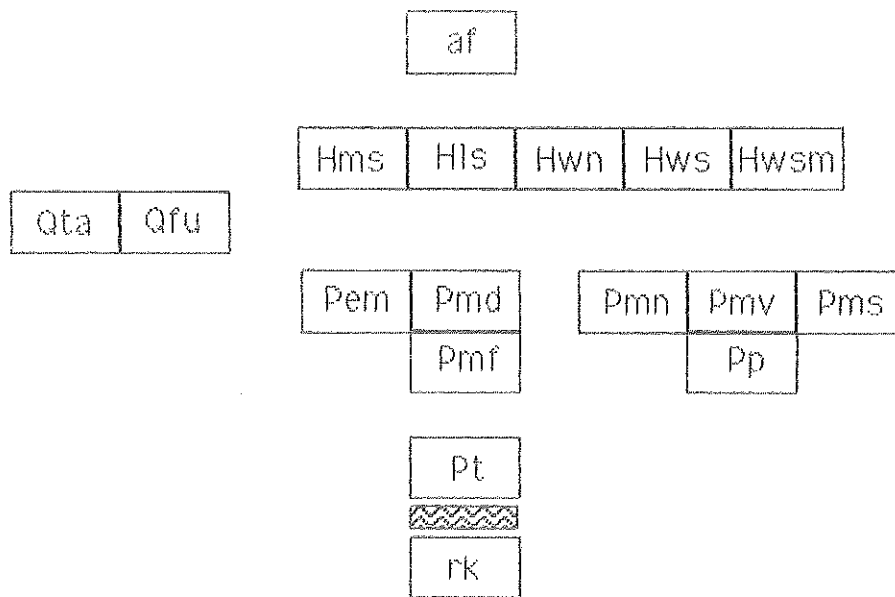 af
Hms Hls Hwn Hws Hwsm
Qta Qfu
Pem Pmd Pmn Pmv Pms
Pmf Pp
Pt
rk